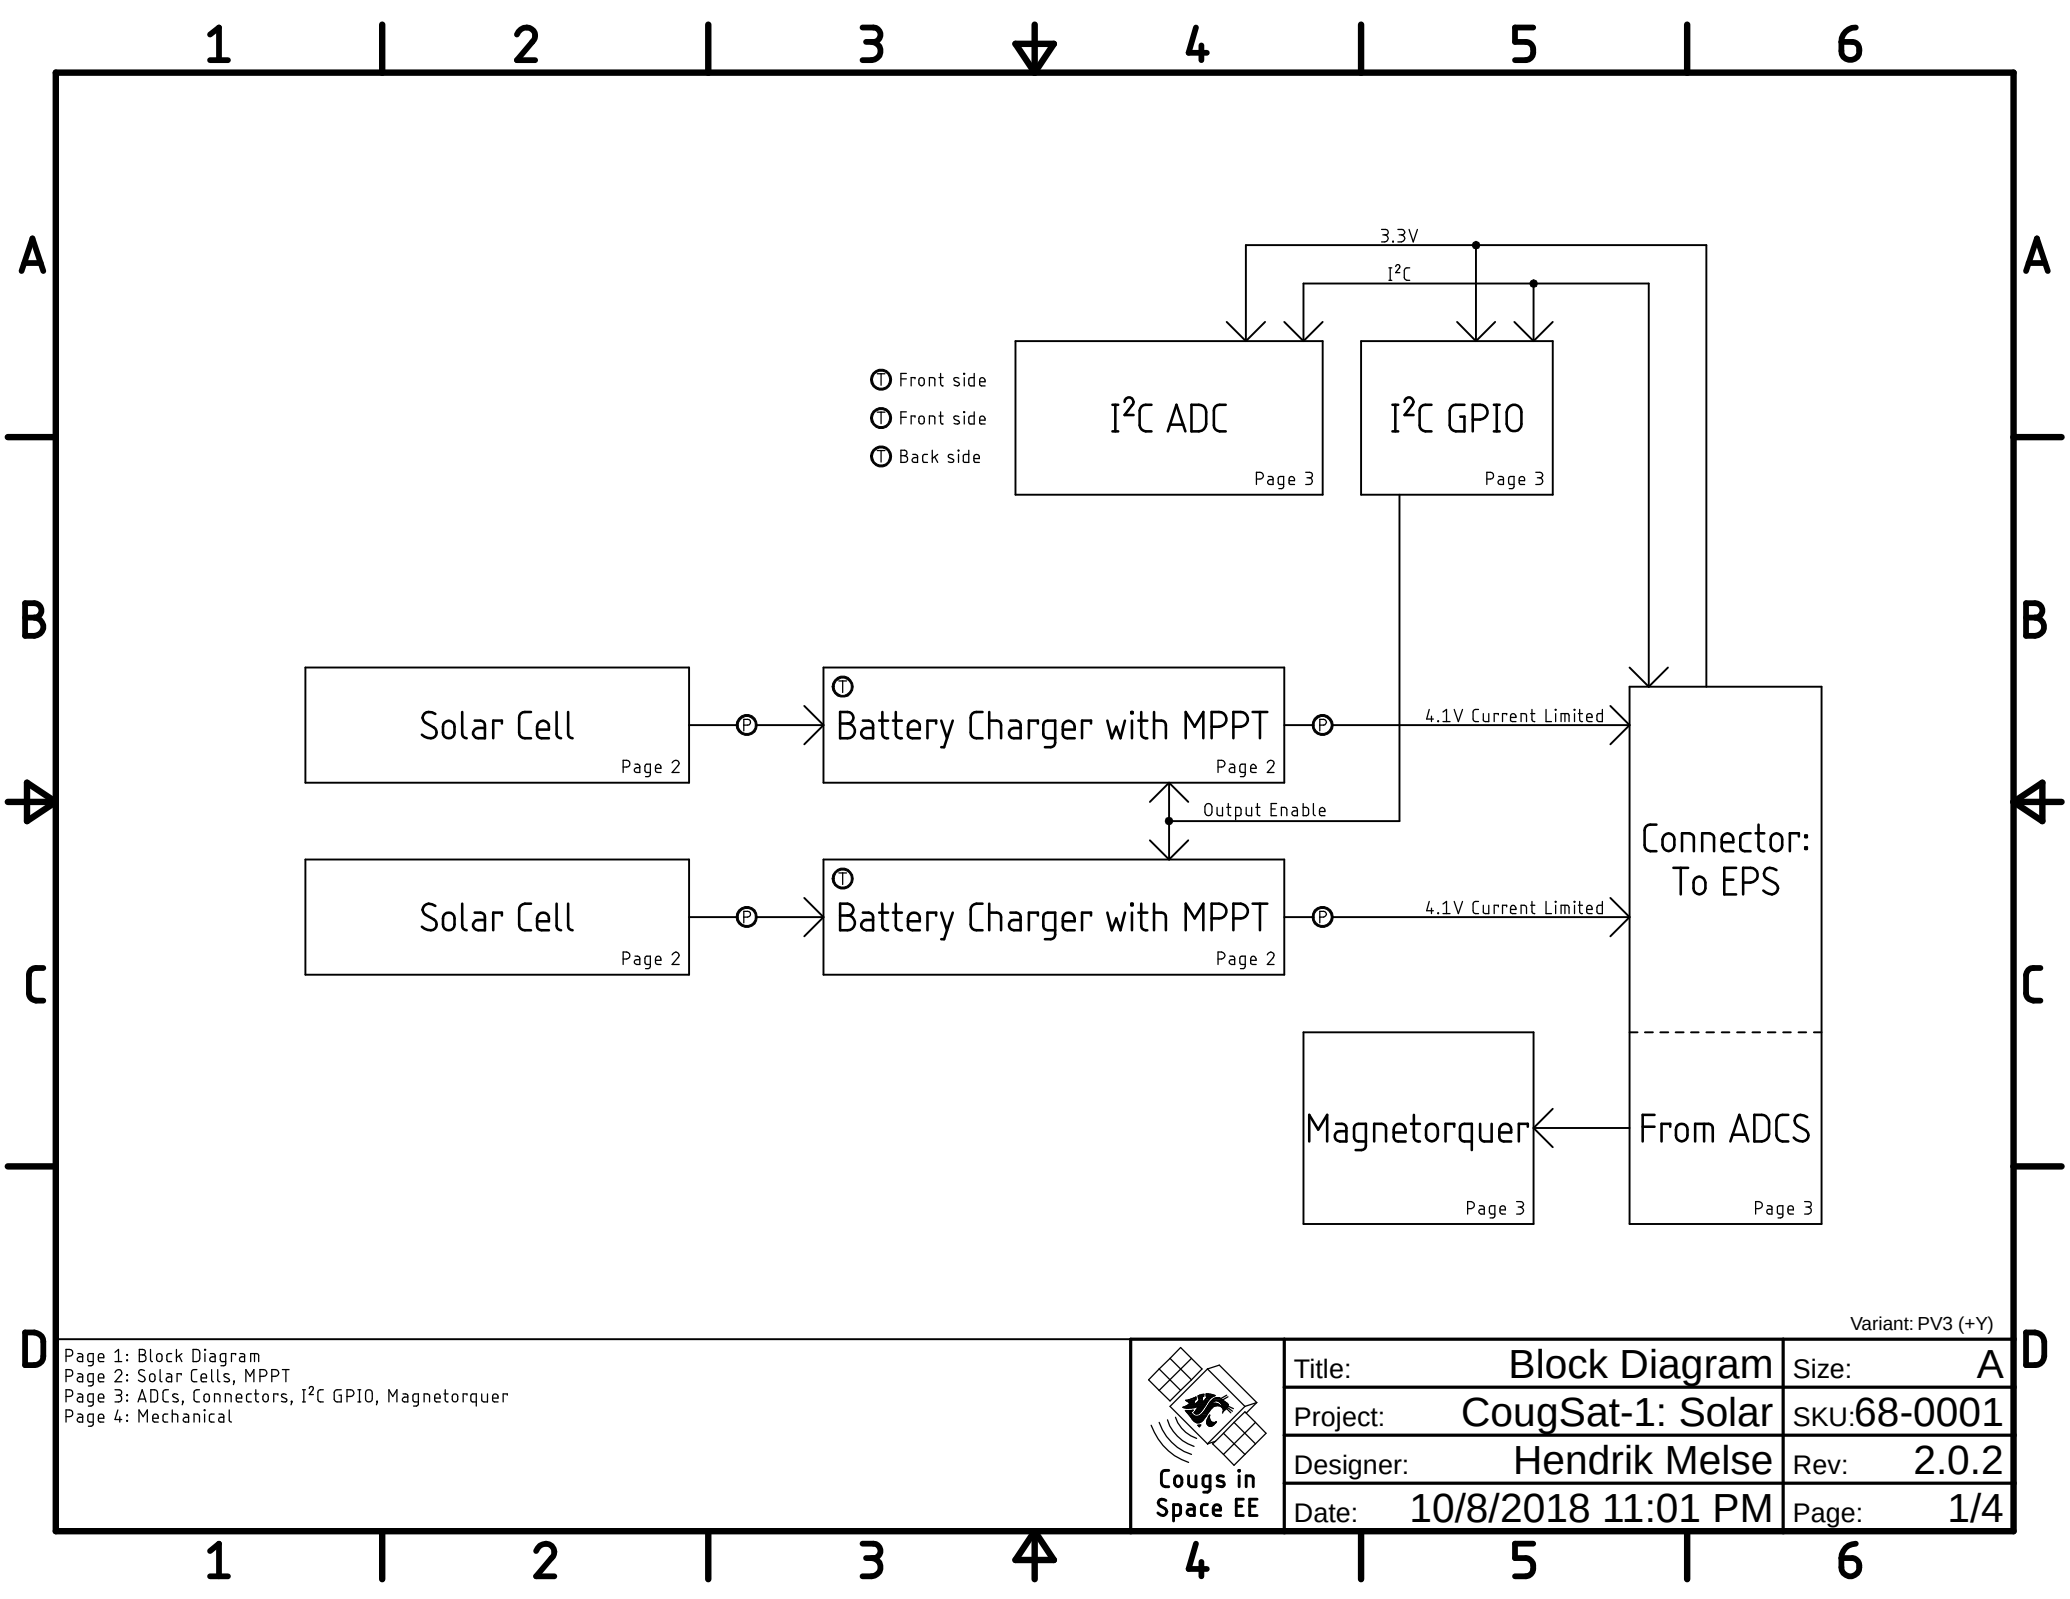 1 2 3 4 5 6
A A
3.3V
I²C
Ⓣ Front side
Ⓣ Front side
Ⓣ Back side
I²C ADC
Page 3
I²C GPIO
Page 3
B B
Solar Cell
Page 2
P
T
Battery Charger with MPPT
Page 2
P
4.1V Current Limited
Output Enable
Solar Cell
Page 2
P
T
Battery Charger with MPPT
Page 2
P
4.1V Current Limited
Connector:
To EPS
C C
Magnetorquer
Page 3
From ADCS
Page 3
Variant: PV3 (+Y)
D D
Page 1: Block Diagram
Page 2: Solar Cells, MPPT
Page 3: ADCs, Connectors, I²C GPIO, Magnetorquer
Page 4: Mechanical
Cougs in
Space EE
Title: Block Diagram Size: A
Project: CougSat-1: Solar SKU:68-0001
Designer: Hendrik Melse Rev: 2.0.2
Date: 10/8/2018 11:01 PM Page: 1/4
1 2 3 4 5 6